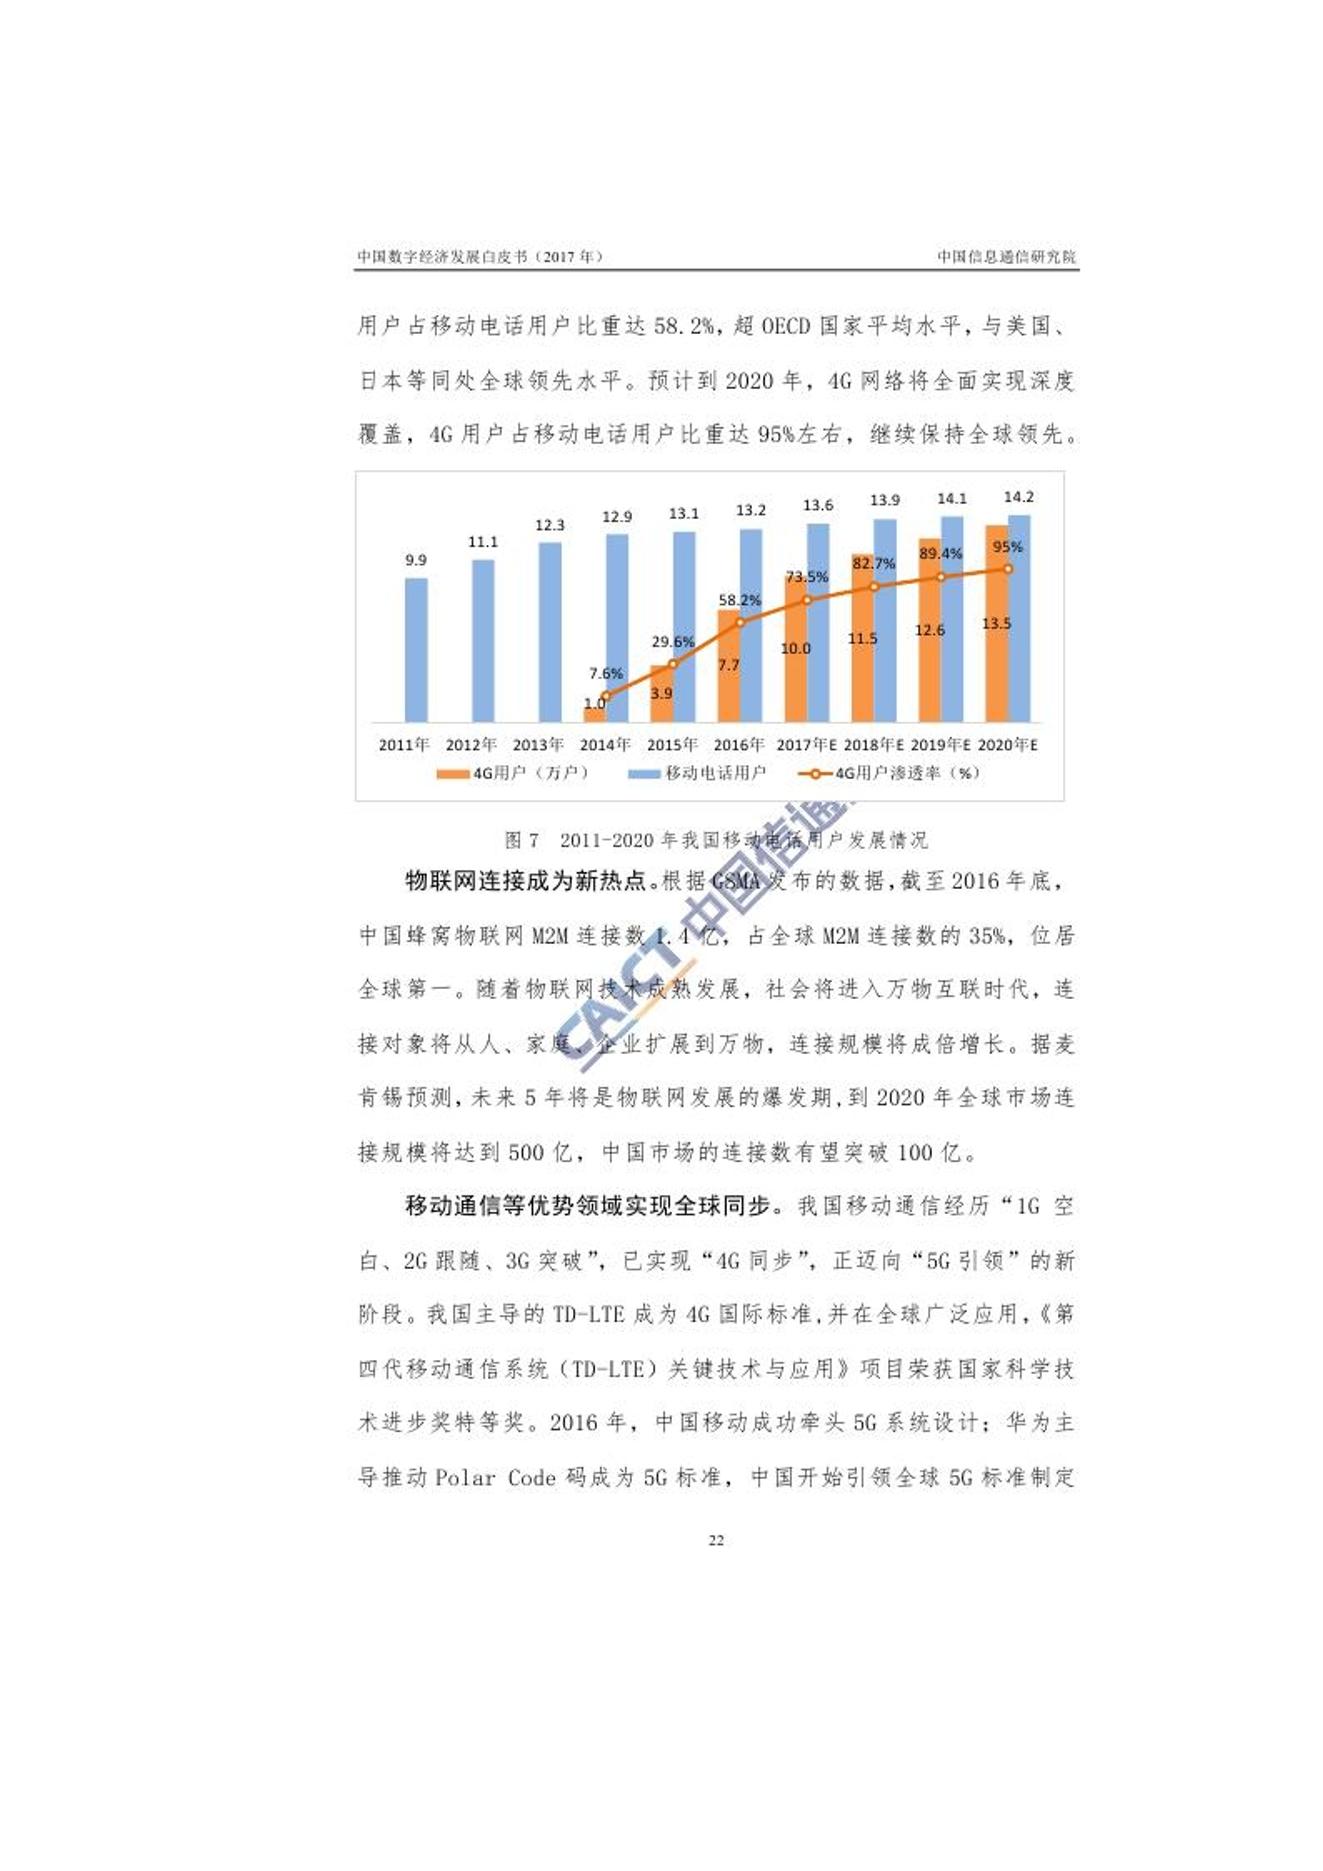 中国数字经济发展白皮书（2017 年） 中国信息通信研究院
用户占移动电话用户比重达 58.2%，超 OECD 国家平均水平，与美国、
日本等同处全球领先水平。预计到 2020 年，4G 网络将全面实现深度
覆盖，4G 用户占移动电话用户比重达 95%左右，继续保持全球领先。
9.9 11.1 12.3 12.9 13.1 13.2 13.6 13.9 14.1 14.2
7.6% 29.6% 58.2% 73.5% 82.7% 89.4% 95%
1.0 3.9 7.7 10.0 11.5 12.6 13.5
2011年 2012年 2013年 2014年 2015年 2016年 2017年E 2018年E 2019年E 2020年E
4G用户（万户） 移动电话用户 4G用户渗透率（%）
图 7 2011-2020 年我国移动电话用户发展情况
物联网连接成为新热点。根据 GSMA 发布的数据，截至 2016 年底，
中国蜂窝物联网 M2M 连接数 1.4 亿，占全球 M2M 连接数的 35%，位居
全球第一。随着物联网技术成熟发展，社会将进入万物互联时代，连
接对象将从人、家庭、企业扩展到万物，连接规模将成倍增长。据麦
肯锡预测，未来 5 年将是物联网发展的爆发期，到 2020 年全球市场连
接规模将达到 500 亿，中国市场的连接数有望突破 100 亿。
移动通信等优势领域实现全球同步。我国移动通信经历“1G 空
白、2G 跟随、3G 突破”，已实现“4G 同步”，正迈向“5G 引领”的新
阶段。我国主导的 TD-LTE 成为 4G 国际标准，并在全球广泛应用，《第
四代移动通信系统（TD-LTE）关键技术与应用》项目荣获国家科学技
术进步奖特等奖。2016 年，中国移动成功牵头 5G 系统设计；华为主
导推动 Polar Code 码成为 5G 标准，中国开始引领全球 5G 标准制定
CAICT 中国信通
22